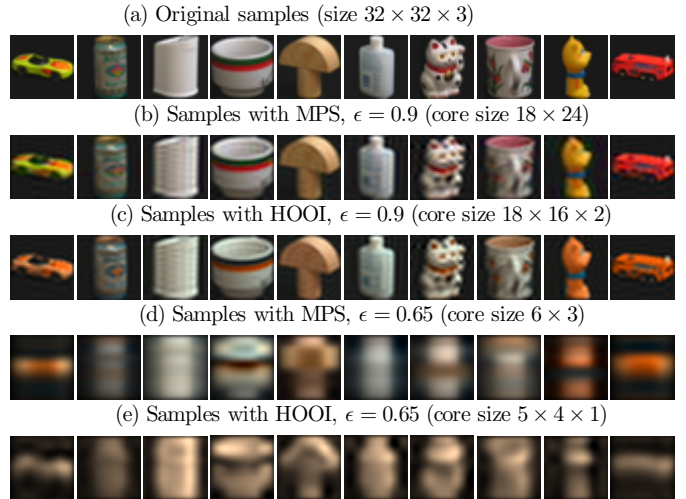 (a) Original samples (size 32 × 32 × 3)
(b) Samples with MPS, ϵ = 0.9 (core size 18 × 24)
(c) Samples with HOOI, ϵ = 0.9 (core size 18 × 16 × 2)
(d) Samples with MPS, ϵ = 0.65 (core size 6 × 3)
(e) Samples with HOOI, ϵ = 0.65 (core size 5 × 4 × 1)